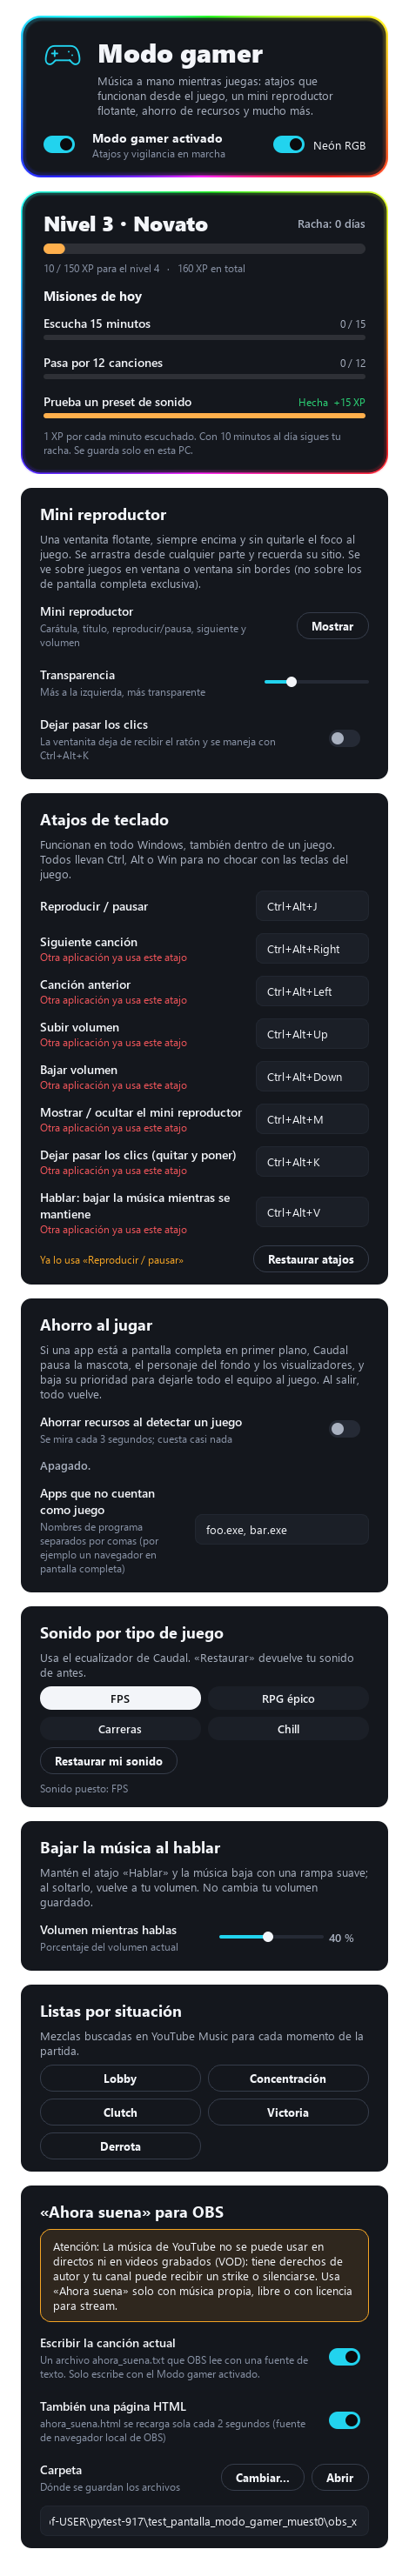 Modo gamer
Música a mano mientras juegas: atajos que
funcionan desde el juego, un mini reproductor
flotante, ahorro de recursos y mucho más.
Modo gamer activado
Atajos y vigilancia en marcha
Neón RGB
Nivel 3 · Novato
Racha: 0 días
10 / 150 XP para el nivel 4 · 160 XP en total
Misiones de hoy
Escucha 15 minutos
0 / 15
Pasa por 12 canciones
0 / 12
Prueba un preset de sonido
Hecha +15 XP
1 XP por cada minuto escuchado. Con 10 minutos al día sigues tu
racha. Se guarda solo en esta PC.
Mini reproductor
Una ventanita flotante, siempre encima y sin quitarle el foco al
juego. Se arrastra desde cualquier parte y recuerda su sitio. Se
ve sobre juegos en ventana o ventana sin bordes (no sobre los
de pantalla completa exclusiva).
Mini reproductor
Carátula, título, reproducir/pausa, siguiente y
volumen
Mostrar
Transparencia
Más a la izquierda, más transparente
Dejar pasar los clics
La ventanita deja de recibir el ratón y se maneja con
Ctrl+Alt+K
Atajos de teclado
Funcionan en todo Windows, también dentro de un juego.
Todos llevan Ctrl, Alt o Win para no chocar con las teclas del
juego.
Reproducir / pausar
Ctrl+Alt+J
Siguiente canción
Otra aplicación ya usa este atajo
Ctrl+Alt+Right
Canción anterior
Otra aplicación ya usa este atajo
Ctrl+Alt+Left
Subir volumen
Otra aplicación ya usa este atajo
Ctrl+Alt+Up
Bajar volumen
Otra aplicación ya usa este atajo
Ctrl+Alt+Down
Mostrar / ocultar el mini reproductor
Otra aplicación ya usa este atajo
Ctrl+Alt+M
Dejar pasar los clics (quitar y poner)
Otra aplicación ya usa este atajo
Ctrl+Alt+K
Hablar: bajar la música mientras se
mantiene
Otra aplicación ya usa este atajo
Ctrl+Alt+V
Ya lo usa «Reproducir / pausar»
Restaurar atajos
Ahorro al jugar
Si una app está a pantalla completa en primer plano, Caudal
pausa la mascota, el personaje del fondo y los visualizadores, y
baja su prioridad para dejarle todo el equipo al juego. Al salir,
todo vuelve.
Ahorrar recursos al detectar un juego
Se mira cada 3 segundos; cuesta casi nada
Apagado.
Apps que no cuentan
como juego
Nombres de programa
separados por comas (por
ejemplo un navegador en
pantalla completa)
foo.exe, bar.exe
Sonido por tipo de juego
Usa el ecualizador de Caudal. «Restaurar» devuelve tu sonido
de antes.
FPS
RPG épico
Carreras
Chill
Restaurar mi sonido
Sonido puesto: FPS
Bajar la música al hablar
Mantén el atajo «Hablar» y la música baja con una rampa suave;
al soltarlo, vuelve a tu volumen. No cambia tu volumen
guardado.
Volumen mientras hablas
Porcentaje del volumen actual
40 %
Listas por situación
Mezclas buscadas en YouTube Music para cada momento de la
partida.
Lobby
Concentración
Clutch
Victoria
Derrota
«Ahora suena» para OBS
Atención: La música de YouTube no se puede usar en
directos ni en videos grabados (VOD): tiene derechos de
autor y tu canal puede recibir un strike o silenciarse. Usa
«Ahora suena» solo con música propia, libre o con licencia
para stream.
Escribir la canción actual
Un archivo ahora_suena.txt que OBS lee con una fuente de
texto. Solo escribe con el Modo gamer activado.
También una página HTML
ahora_suena.html se recarga sola cada 2 segundos (fuente
de navegador local de OBS)
Carpeta
Dónde se guardan los archivos
Cambiar...
Abrir
of-USER\pytest-917\test_pantalla_modo_gamer_muest0\obs_x